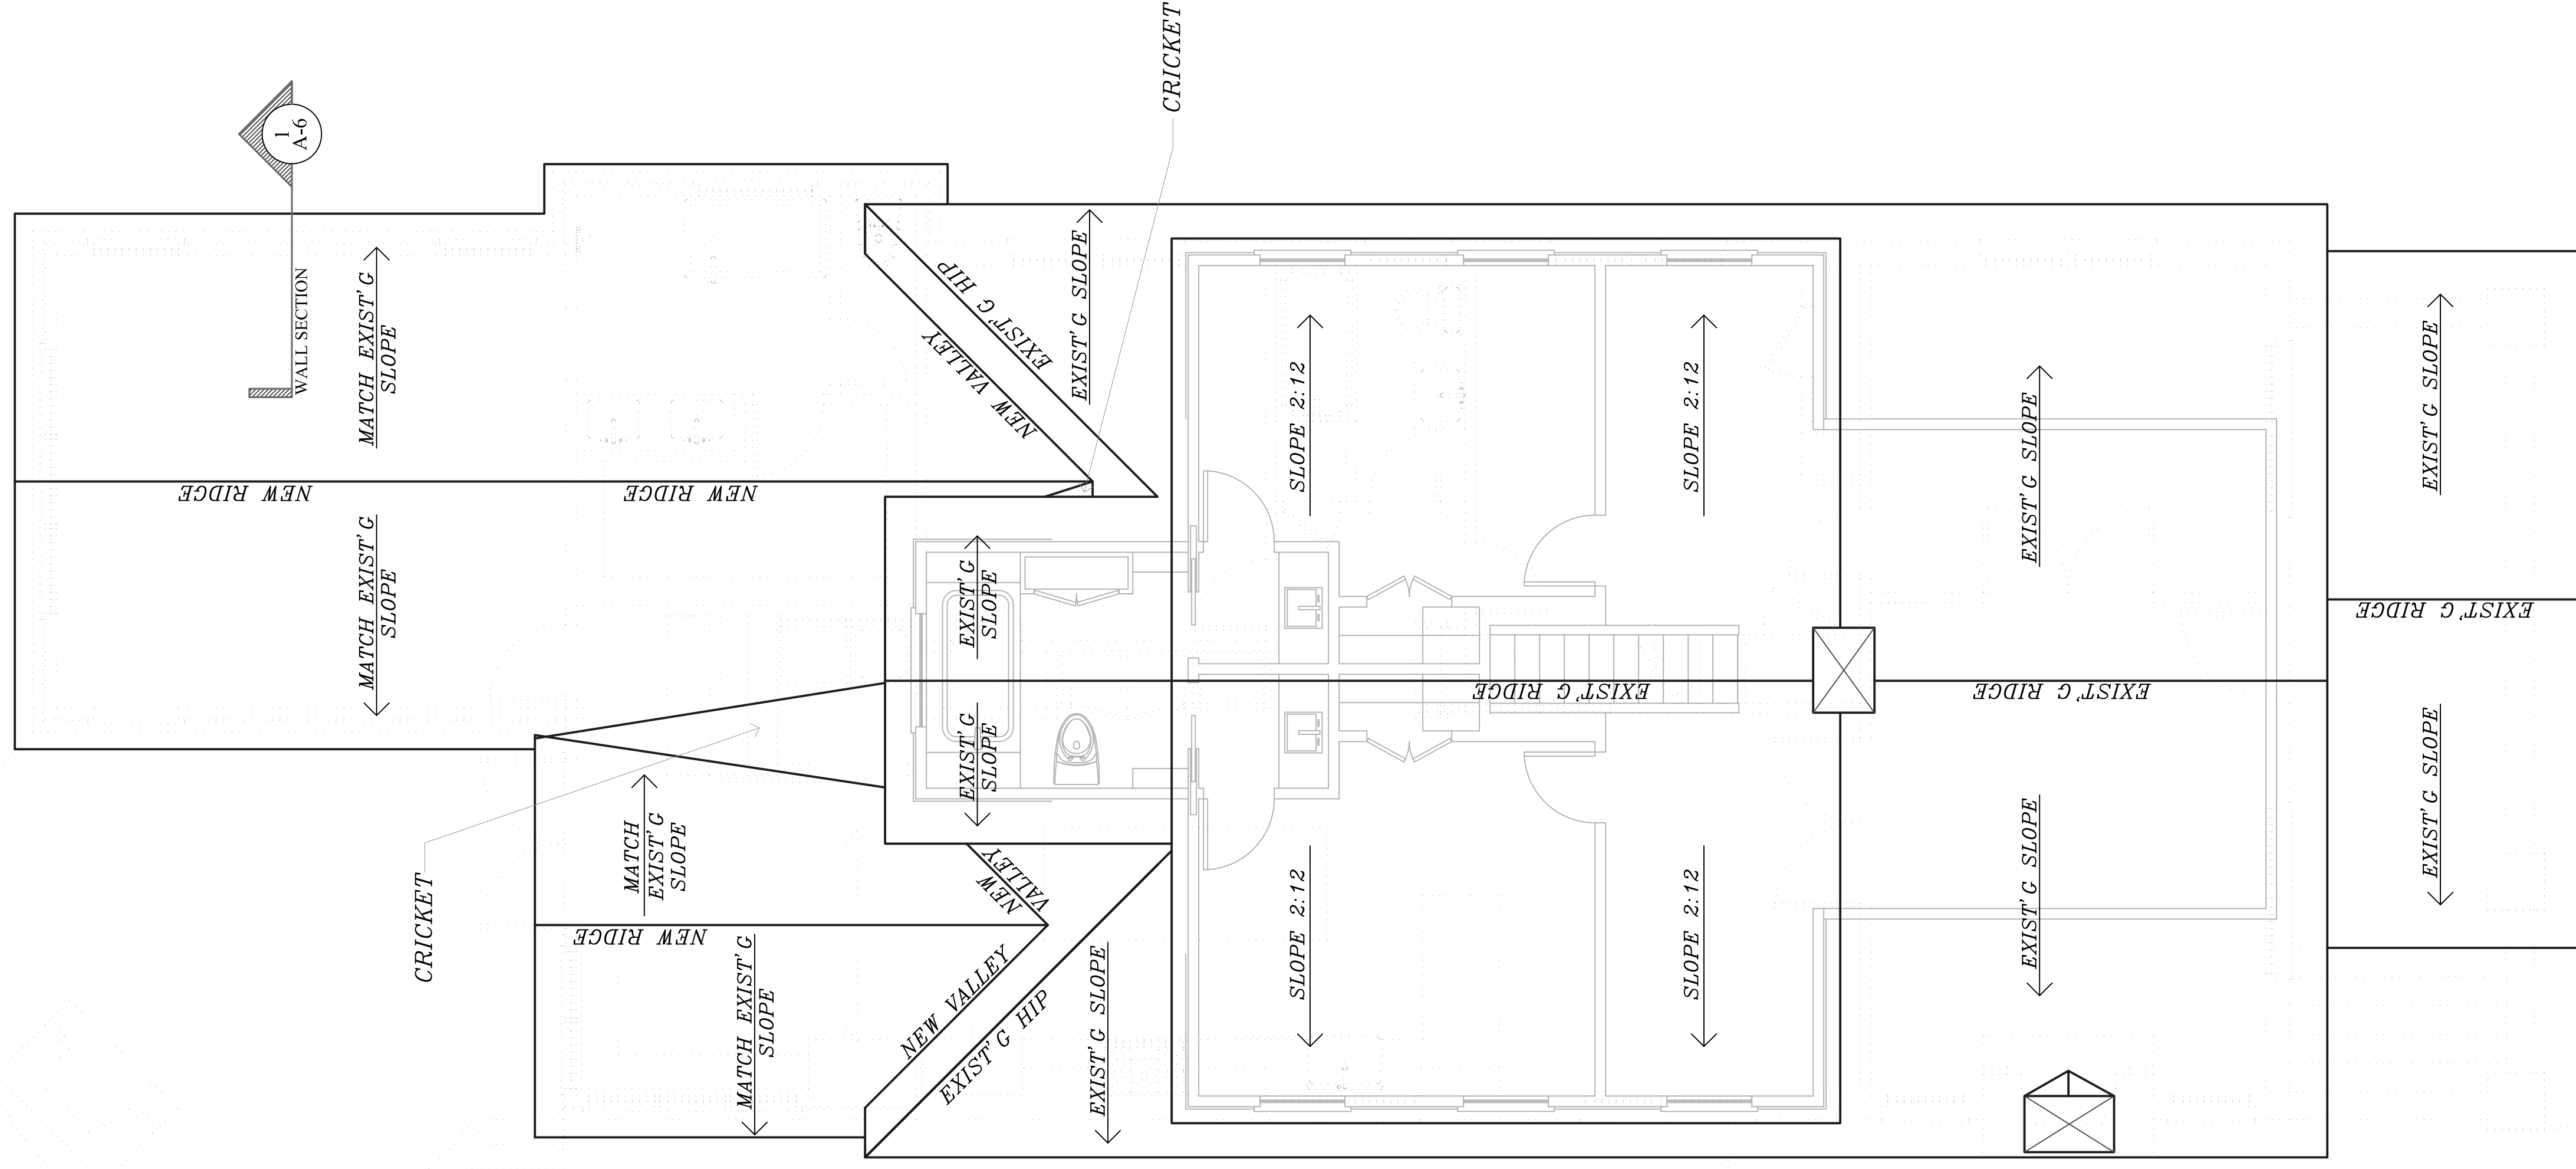 1
A-6
WALL SECTION
CRICKET
MATCH EXIST'G
SLOPE
NEW RIDGE
NEW RIDGE
MATCH EXIST'G
SLOPE
EXIST'G HIP
NEW VALLEY
EXIST'G SLOPE
EXIST'G
SLOPE
EXIST'G
SLOPE
SLOPE 2:12
SLOPE 2:12
EXIST'G SLOPE
EXIST'G SLOPE
EXIST'G RIDGE
EXIST'G RIDGE
EXIST'G RIDGE
CRICKET
MATCH
EXIST'G
SLOPE
NEW RIDGE
MATCH EXIST'G
SLOPE
NEW
VALLEY
NEW VALLEY
EXIST'G HIP
EXIST'G SLOPE
SLOPE 2:12
SLOPE 2:12
EXIST'G SLOPE
EXIST'G SLOPE